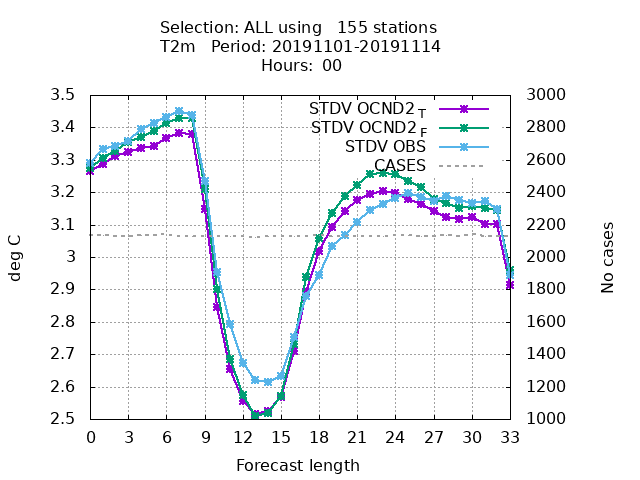 Selection: ALL using   155 stations
T2m   Period: 20191101-20191114
Hours: 00
STDV OCND2 T
STDV OCND2 F
STDV OBS
CASES
3.5
3.4
3.3
3.2
3.1
3
2.9
2.8
2.7
2.6
2.5
3000
2800
2600
2400
2200
2000
1800
1600
1400
1200
1000
deg C
No cases
0 3 6 9 12 15 18 21 24 27 30 33
Forecast length